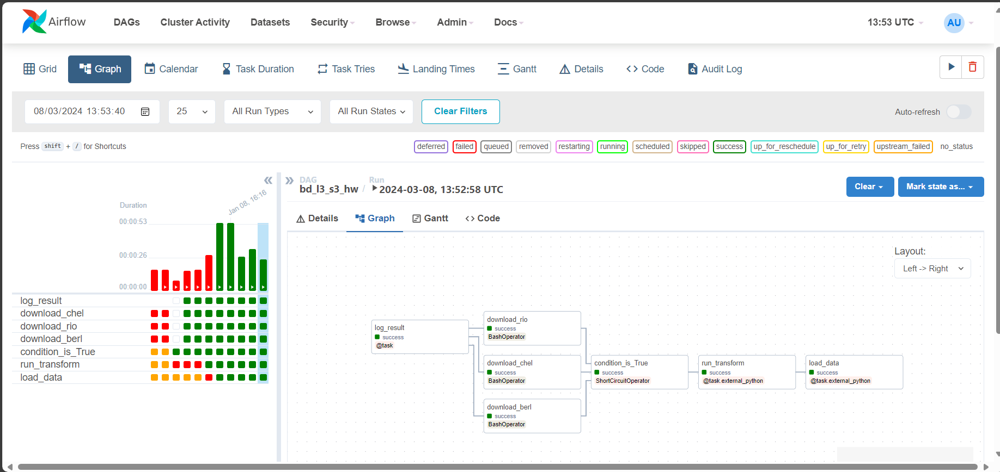 Airflow DAGs Cluster Activity Datasets Security Browse Admin Docs 13:53 UTC AU
Grid Graph Calendar Task Duration Task Tries Landing Times Gantt Details Code Audit Log
08/03/2024 13:53:40 25 All Run Types All Run States Clear Filters Auto-refresh
Press shift + / for Shortcuts deferred failed queued removed restarting running scheduled skipped success up_for_reschedule up_for_retry upstream_failed no_status
DAG Run
bd_l3_s3_hw / 2024-03-08, 13:52:58 UTC
Clear Mark state as...
Details Graph Gantt Code
Jan 08, 16:16
Duration
00:00:53
00:00:26
00:00:00
log_result
download_chel
download_rio
download_berl
condition_is_True
run_transform
load_data
Layout:
Left -> Right
log_result
success
@task
download_rio
success
BashOperator
download_chel
success
BashOperator
download_berl
success
BashOperator
condition_is_True
success
ShortCircuitOperator
run_transform
success
@task.external_python
load_data
success
@task.external_python